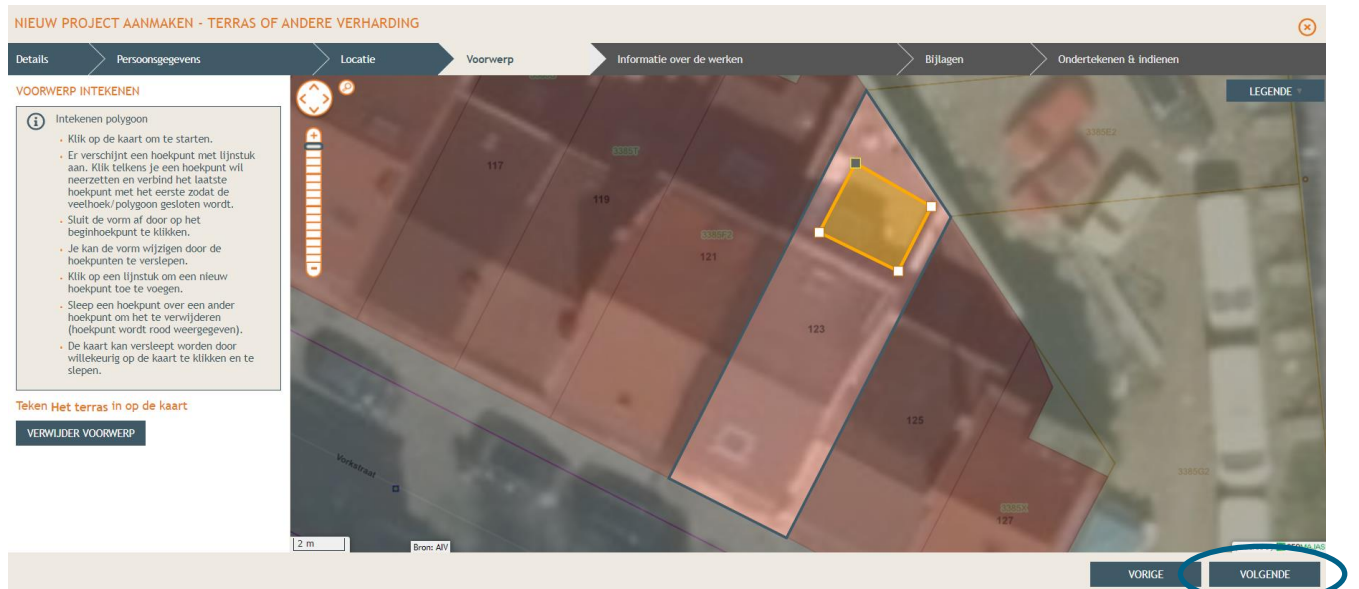 NIEUW PROJECT AANMAKEN - TERRAS OF ANDERE VERHARDING
Details
Persoonsgegevens
Locatie
Voorwerp
Informatie over de werken
Bijlagen
Ondertekenen & indienen
VOORWERP INTEKENEN
Intekenen polygoon
Klik op de kaart om te starten.
Er verschijnt een hoekpunt met lijnstuk
aan. Klik telkens je een hoekpunt wil
neerzetten en verbind het laatste
hoekpunt met het eerste zodat de
veelhoek/polygoon gesloten wordt.
Sluit de vorm af door op het
beginhoekpunt te klikken.
Je kan de vorm wijzigen door de
hoekpunten te verslepen.
Klik op een lijnstuk om een nieuw
hoekpunt toe te voegen.
Sleep een hoekpunt over een ander
hoekpunt om het te verwijderen
(hoekpunt wordt rood weergegeven).
De kaart kan versleept worden door
willekeurig op de kaart te klikken en te
slepen.
Teken Het terras in op de kaart
VERWIJDER VOORWERP
LEGENDE
3385E2
117
119
3385F2
121
123
125
3385G2
3385X
127
Vorkstraat
2 m
Bron: AIV
VORIGE
VOLGENDE